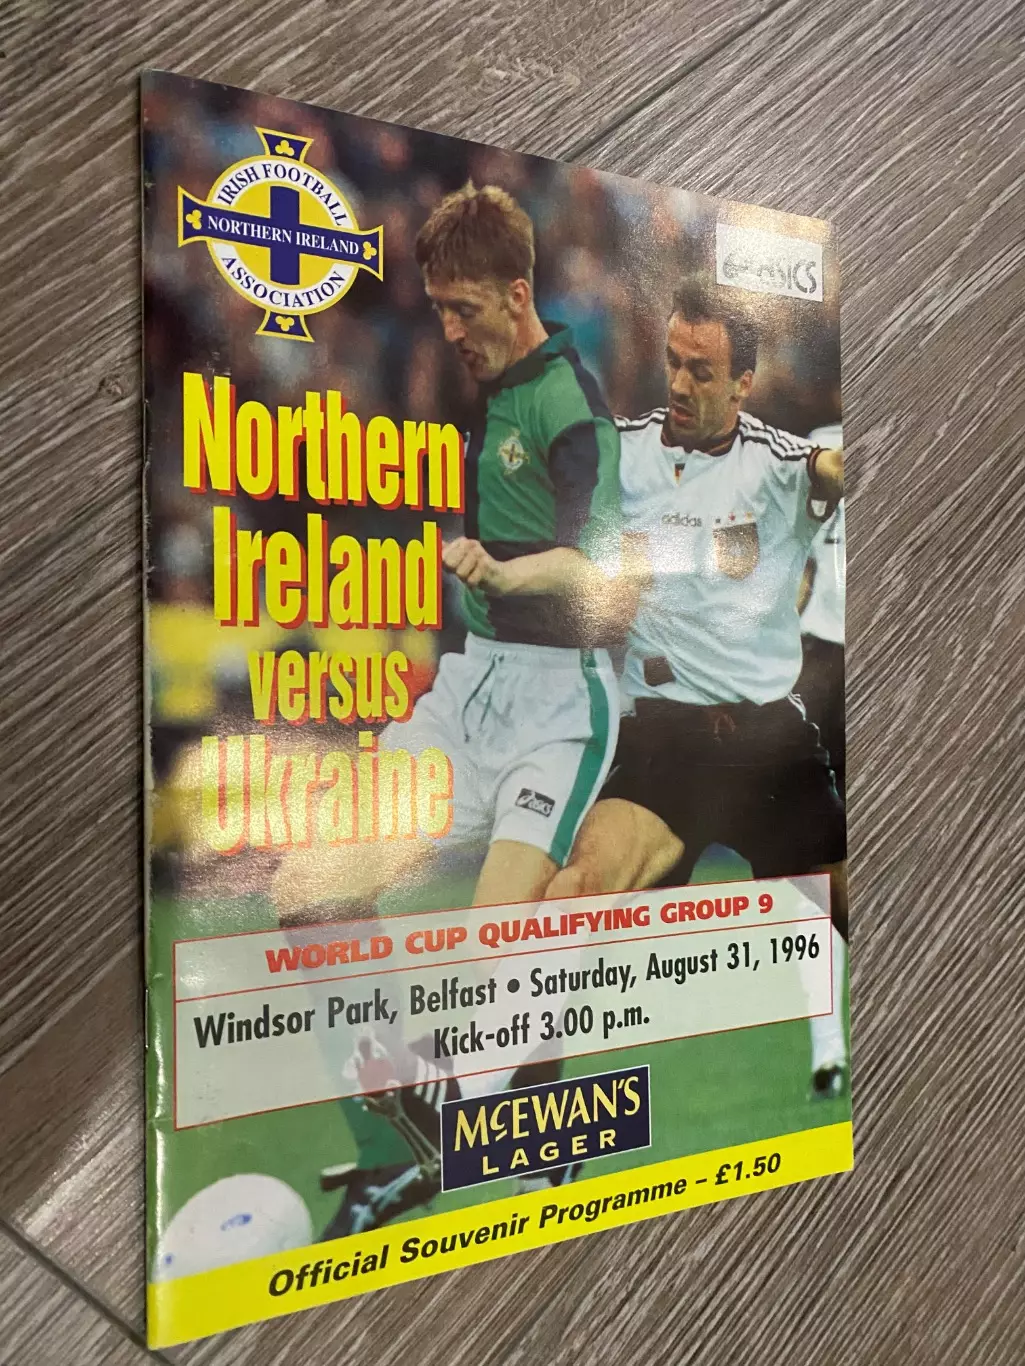 IRISH FOOTBALL
NORTHERN IRELAND
ASSOCIATION
asics
adidas
Northern
Ireland
versus
Ukraine
asics
WORLD CUP QUALIFYING GROUP 9
Windsor Park, Belfast • Saturday, August 31, 1996
Kick-off 3.00 p.m.
McEWAN'S
LAGER
Official Souvenir Programme – £1.50